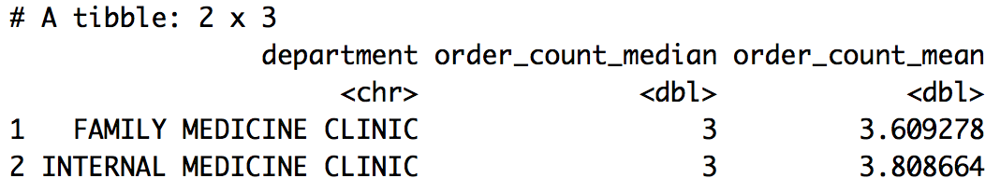 # A tibble: 2 x 3
department order_count_median order_count_mean
<chr> <dbl> <dbl>
1 FAMILY MEDICINE CLINIC 3 3.609278
2 INTERNAL MEDICINE CLINIC 3 3.808664